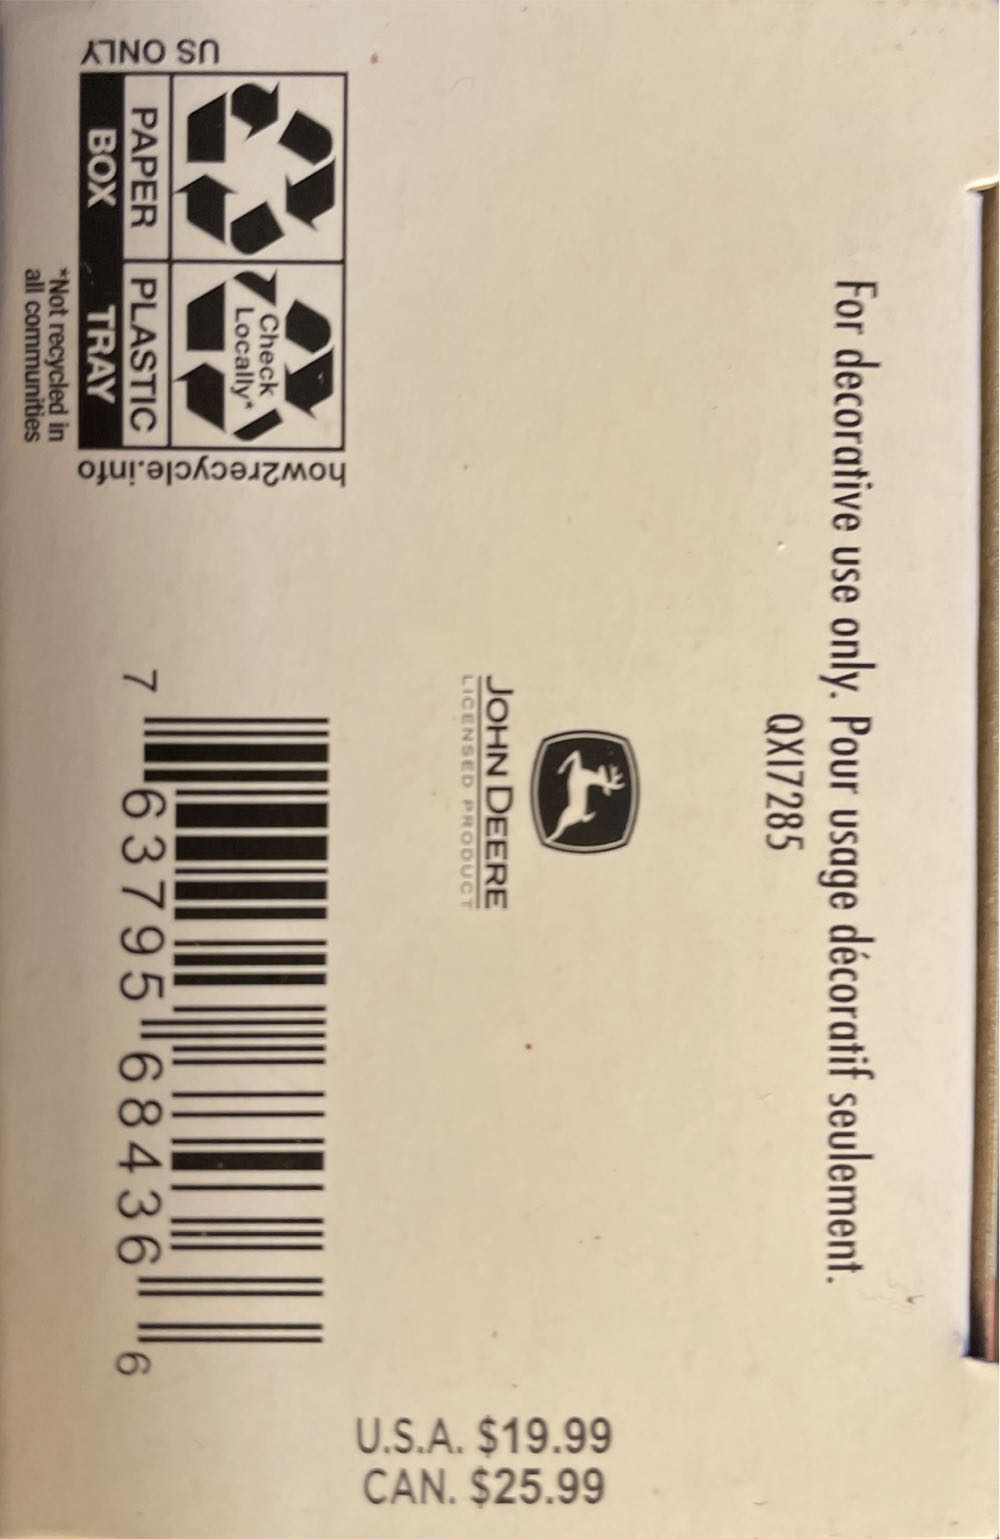 For decorative use only. Pour usage décoratif seulement.
QXI7285
JOHN DEERE
LICENSED PRODUCT
US ONLY
Check
Locally*
PAPER
PLASTIC
BOX
TRAY
how2recycle.info
*Not recycled in
all communities
7 63795 68436 6
U.S.A. $19.99
CAN. $25.99